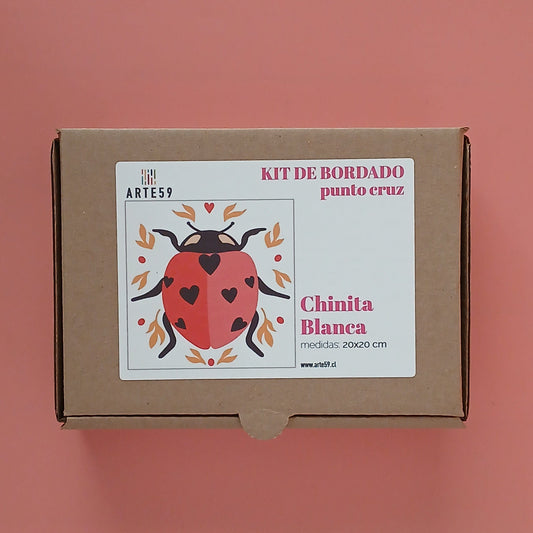 ARTE59
KIT DE BORDADO
punto cruz
Chinita
Blanca
medidas: 20x20 cm
www.arte59.cl